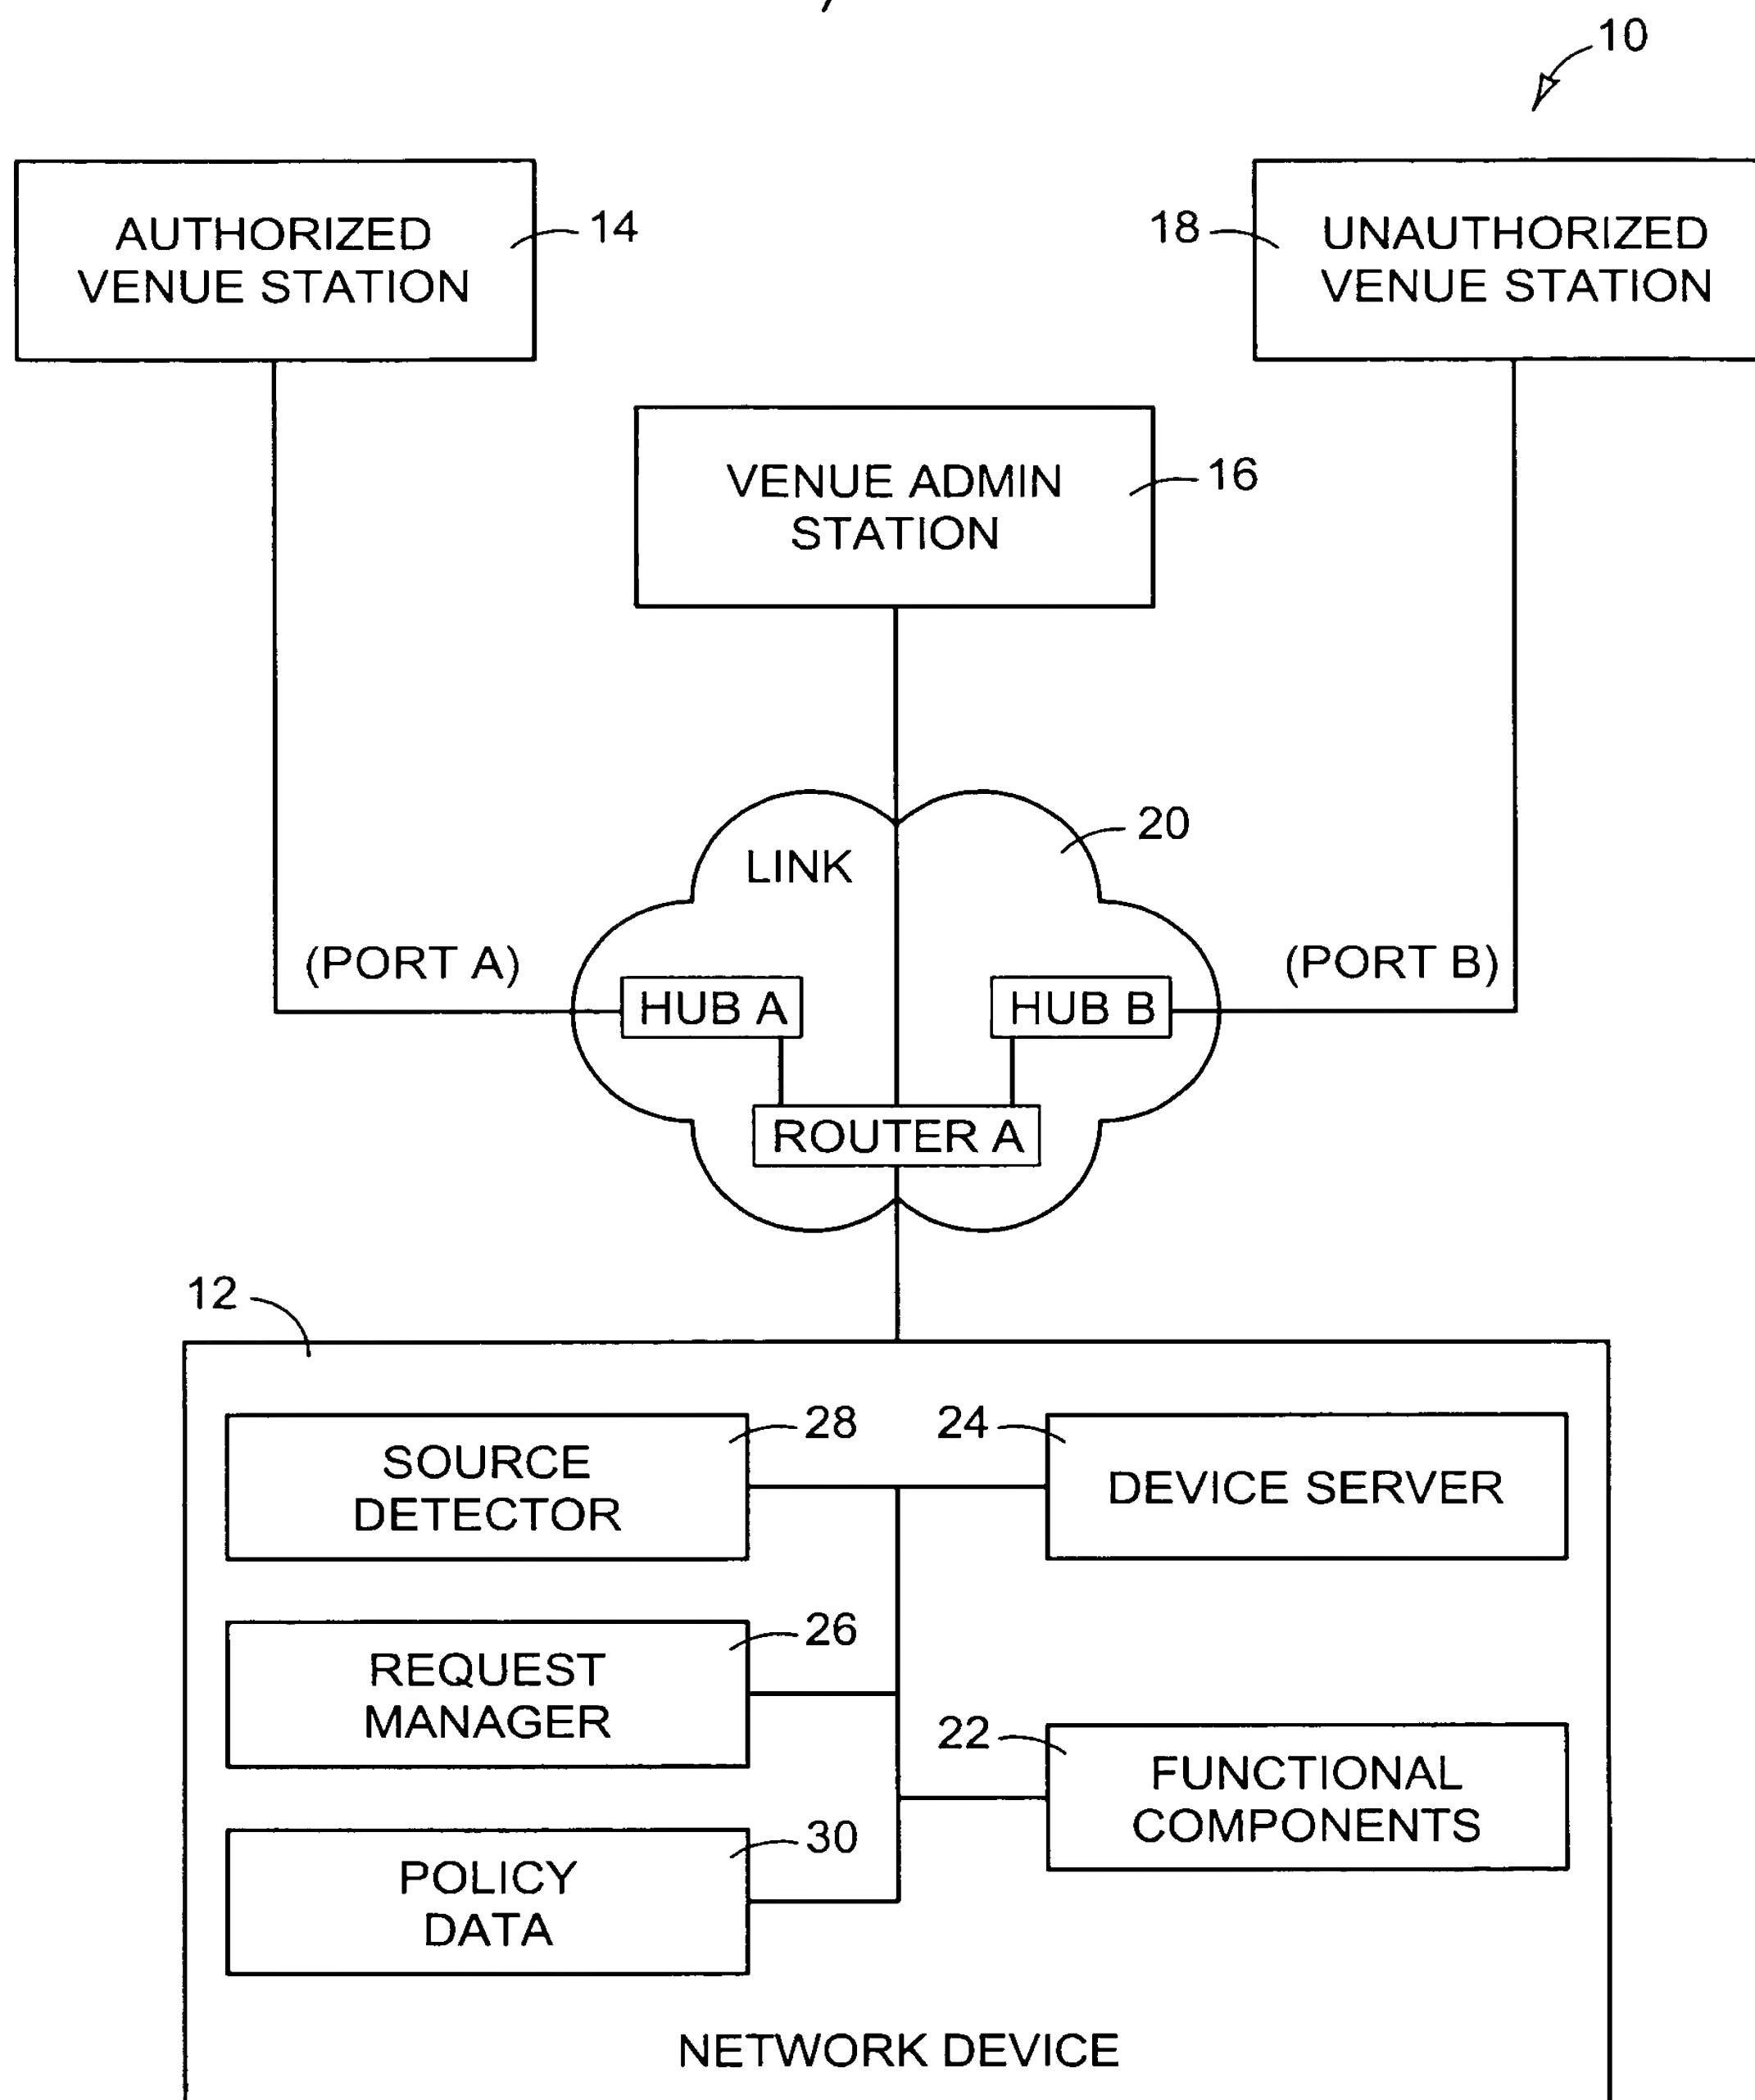 10
AUTHORIZED
VENUE STATION
14
18
UNAUTHORIZED
VENUE STATION
VENUE ADMIN
STATION
16
20
LINK
(PORT A)
(PORT B)
HUB A
HUB B
ROUTER A
12
SOURCE
DETECTOR
28
24
DEVICE SERVER
REQUEST
MANAGER
26
22
FUNCTIONAL
COMPONENTS
POLICY
DATA
30
NETWORK DEVICE